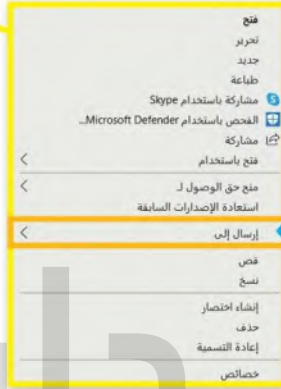 فتح
تحرير
جديد
طباعة
مشاركة باستخدام Skype
الفحص باستخدام Microsoft Defender...
مشاركة
فتح باستخدام
منح حق الوصول لـ
استعادة الإصدارات السابقة
إرسال إلى
قص
نسخ
إنشاء اختصار
حذف
إعادة التسمية
خصائص